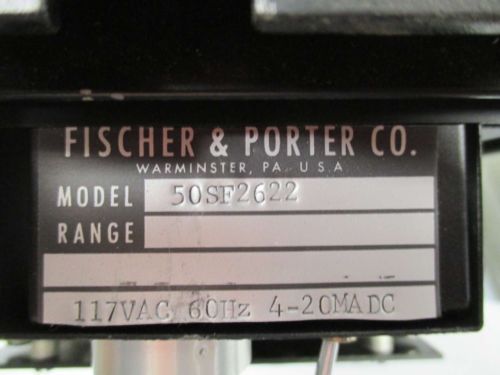 FISCHER & PORTER CO.
WARMINSTER, PA. U.S.A
MODEL 50SF2622
RANGE
117VAC 60Hz 4-20MADC